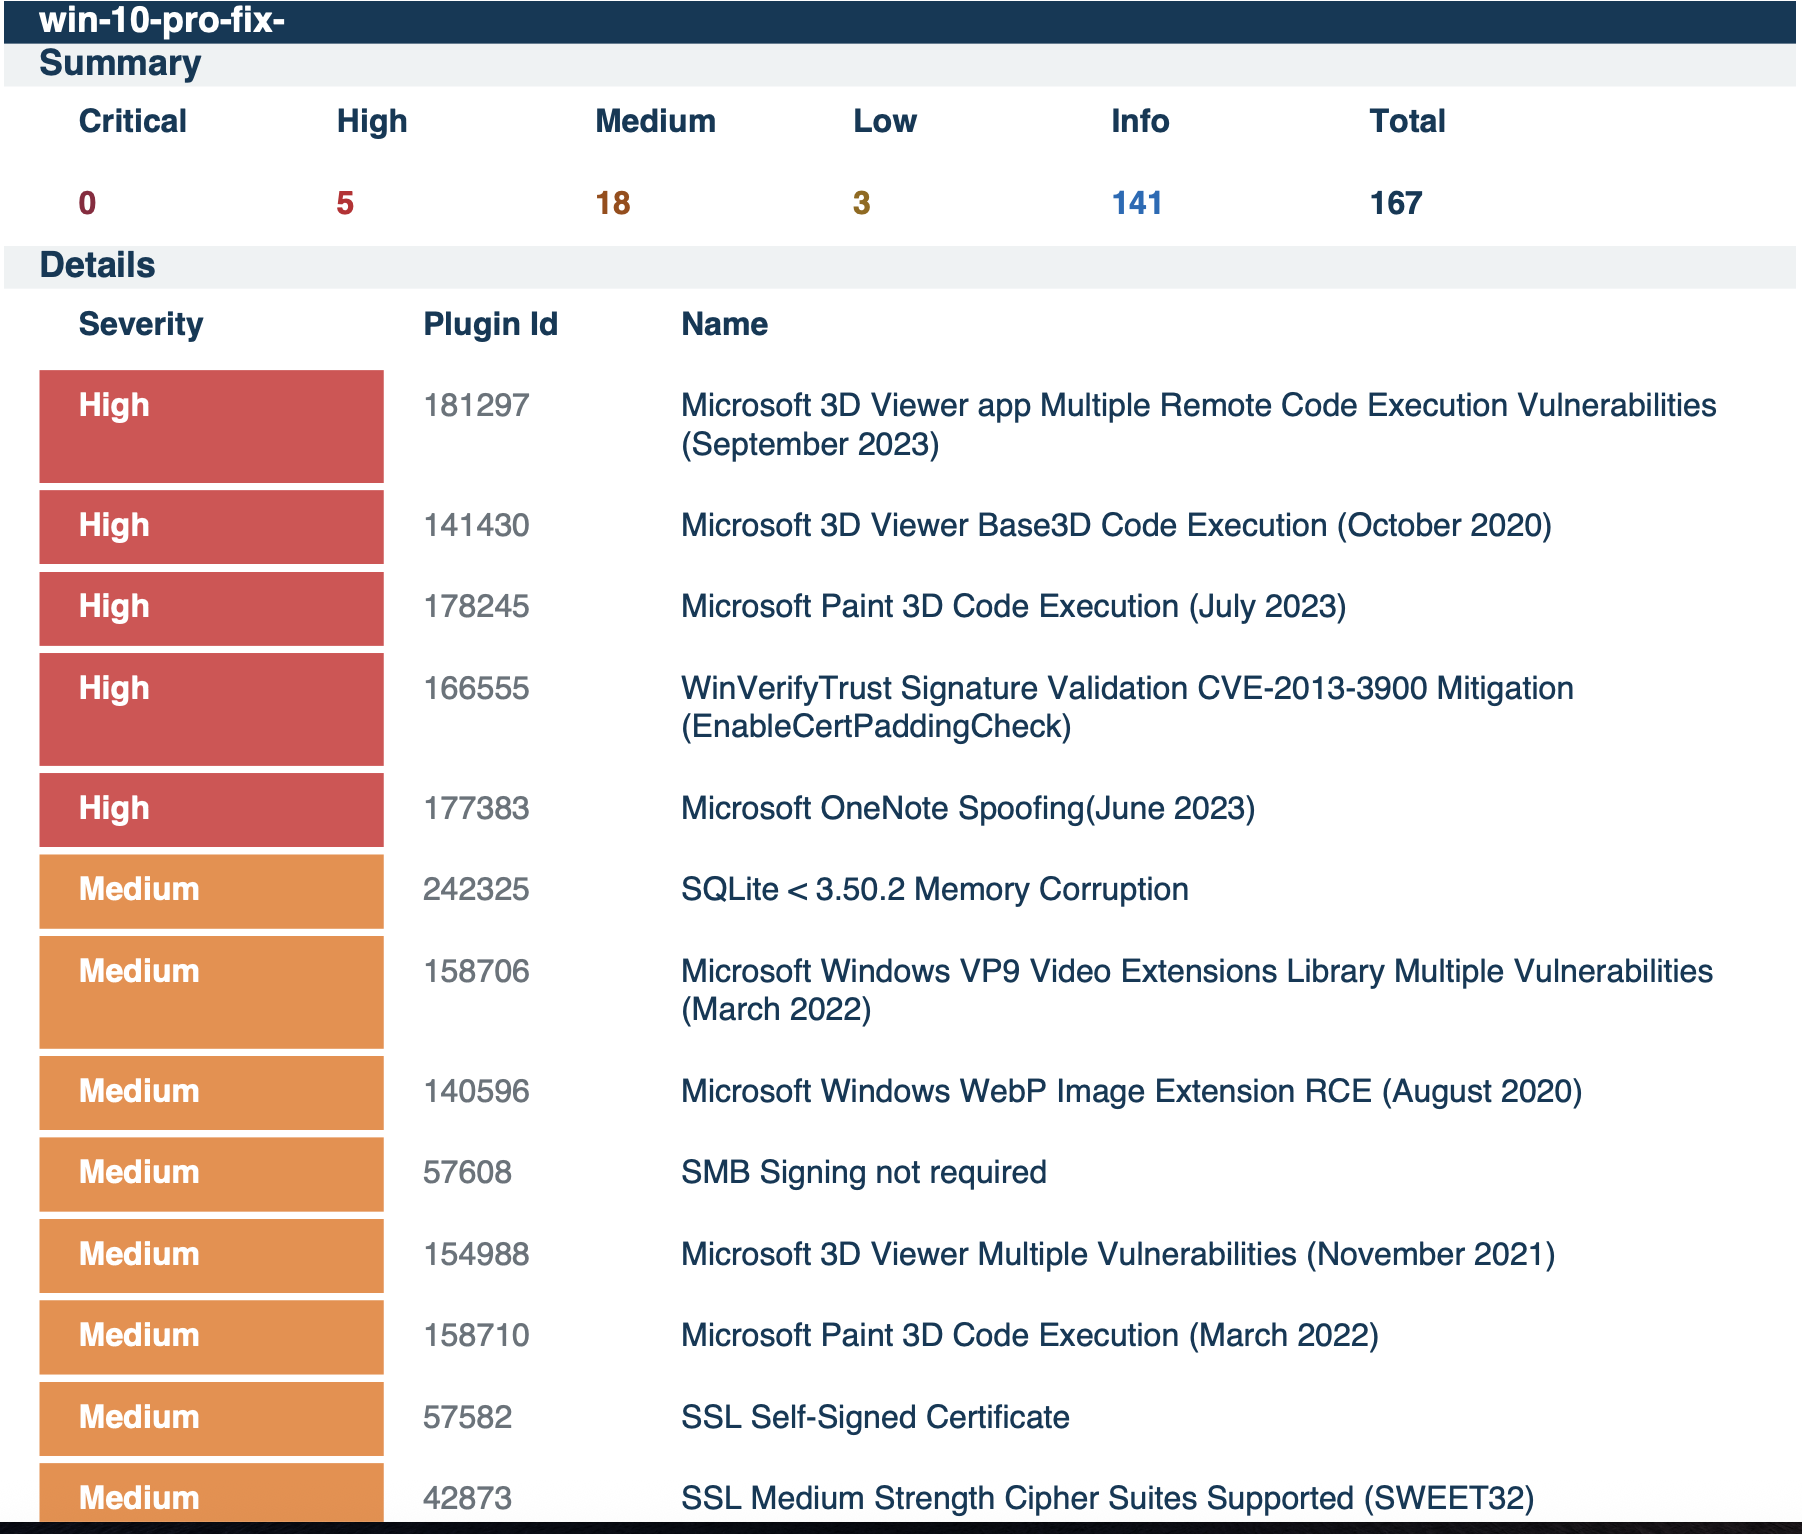 win-10-pro-fix-
Summary
Critical High Medium Low Info Total
0 5 18 3 141 167
Details
Severity Plugin Id Name
High 181297 Microsoft 3D Viewer app Multiple Remote Code Execution Vulnerabilities
(September 2023)
High 141430 Microsoft 3D Viewer Base3D Code Execution (October 2020)
High 178245 Microsoft Paint 3D Code Execution (July 2023)
High 166555 WinVerifyTrust Signature Validation CVE-2013-3900 Mitigation
(EnableCertPaddingCheck)
High 177383 Microsoft OneNote Spoofing(June 2023)
Medium 242325 SQLite < 3.50.2 Memory Corruption
Medium 158706 Microsoft Windows VP9 Video Extensions Library Multiple Vulnerabilities
(March 2022)
Medium 140596 Microsoft Windows WebP Image Extension RCE (August 2020)
Medium 57608 SMB Signing not required
Medium 154988 Microsoft 3D Viewer Multiple Vulnerabilities (November 2021)
Medium 158710 Microsoft Paint 3D Code Execution (March 2022)
Medium 57582 SSL Self-Signed Certificate
Medium 42873 SSL Medium Strength Cipher Suites Supported (SWEET32)